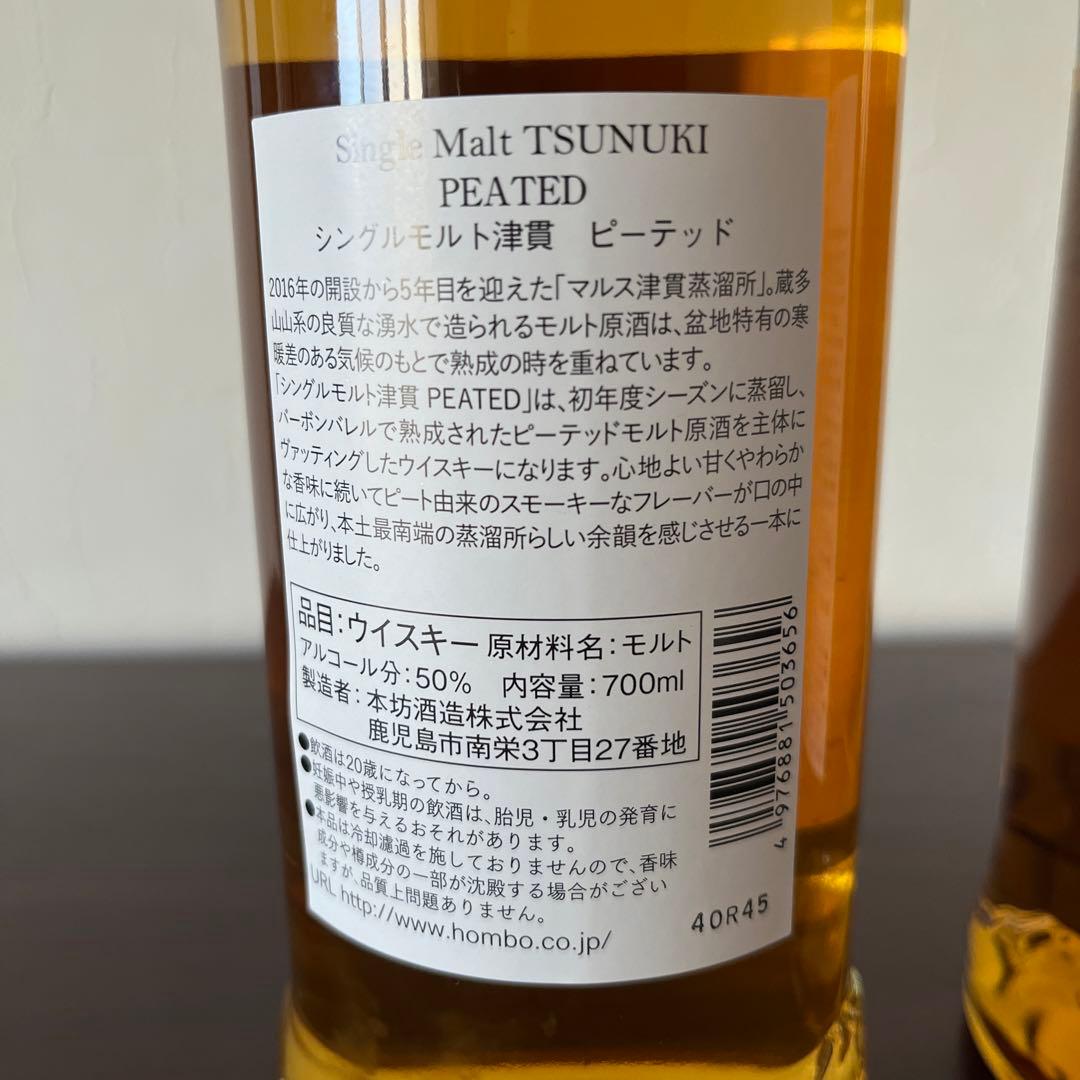 Single Malt TSUNUKI
PEATED
シングルモルト津貫 ピーテッド
2016年の開設から5年目を迎えた「マルス津貫蒸溜所」。蔵多
山山系の良質な湧水で造られるモルト原酒は、盆地特有の寒
暖差のある気候のもとで熟成の時を重ねています。
「シングルモルト津貫 PEATED」は、初年度シーズンに蒸留し、
バーボンバレルで熟成されたピーテッドモルト原酒を主体に
ヴァッティングしたウイスキーになります。心地よい甘くやわらか
な香味に続いてピート由来のスモーキーなフレーバーが口の中
に広がり、本土最南端の蒸溜所らしい余韻を感じさせる一本に
仕上がりました。
品目：ウイスキー 原材料名：モルト
アルコール分：50% 内容量：700ml
製造者：本坊酒造株式会社
鹿児島市南栄3丁目27番地
●飲酒は20歳になってから。
●妊娠中や授乳期の飲酒は、胎児・乳児の発育に
悪影響を与えるおそれがあります。
●本品は冷却濾過を施しておりませんので、香味
成分や樽成分の一部が沈殿する場合がござい
ますが、品質上問題ありません。
URL http://www.hombo.co.jp/
4 976881 503656
40R45